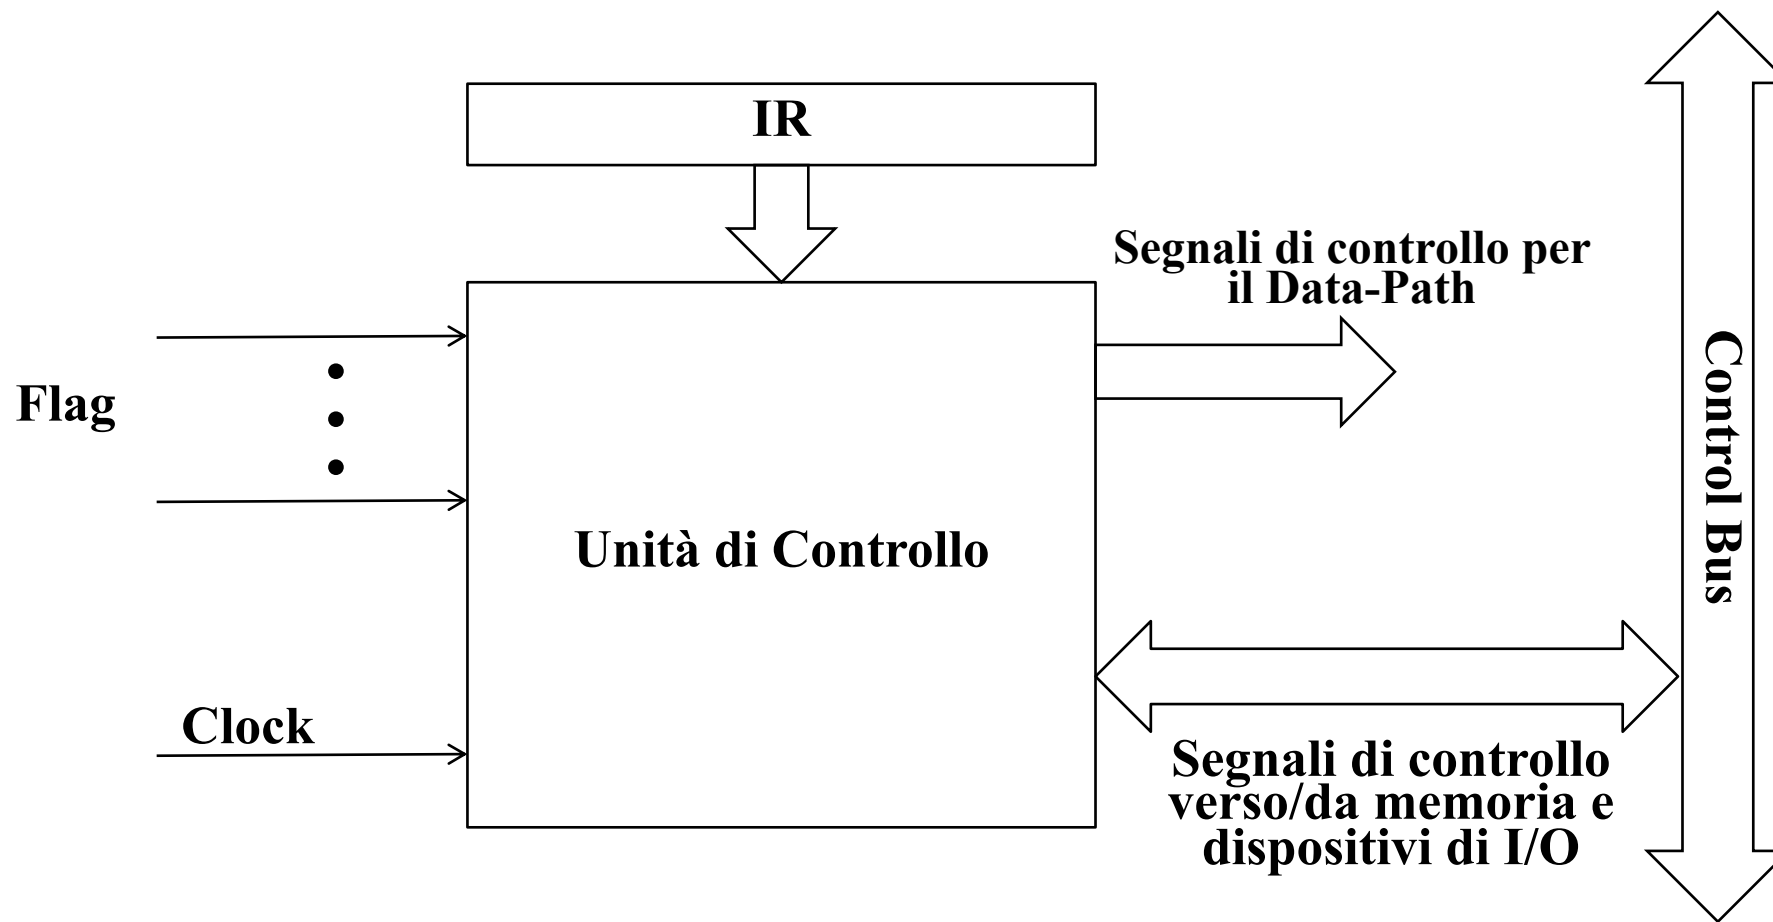 IR
Segnali di controllo per
il Data-Path
Flag
Control Bus
Unità di Controllo
Clock
Segnali di controllo
verso/da memoria e
dispositivi di I/O